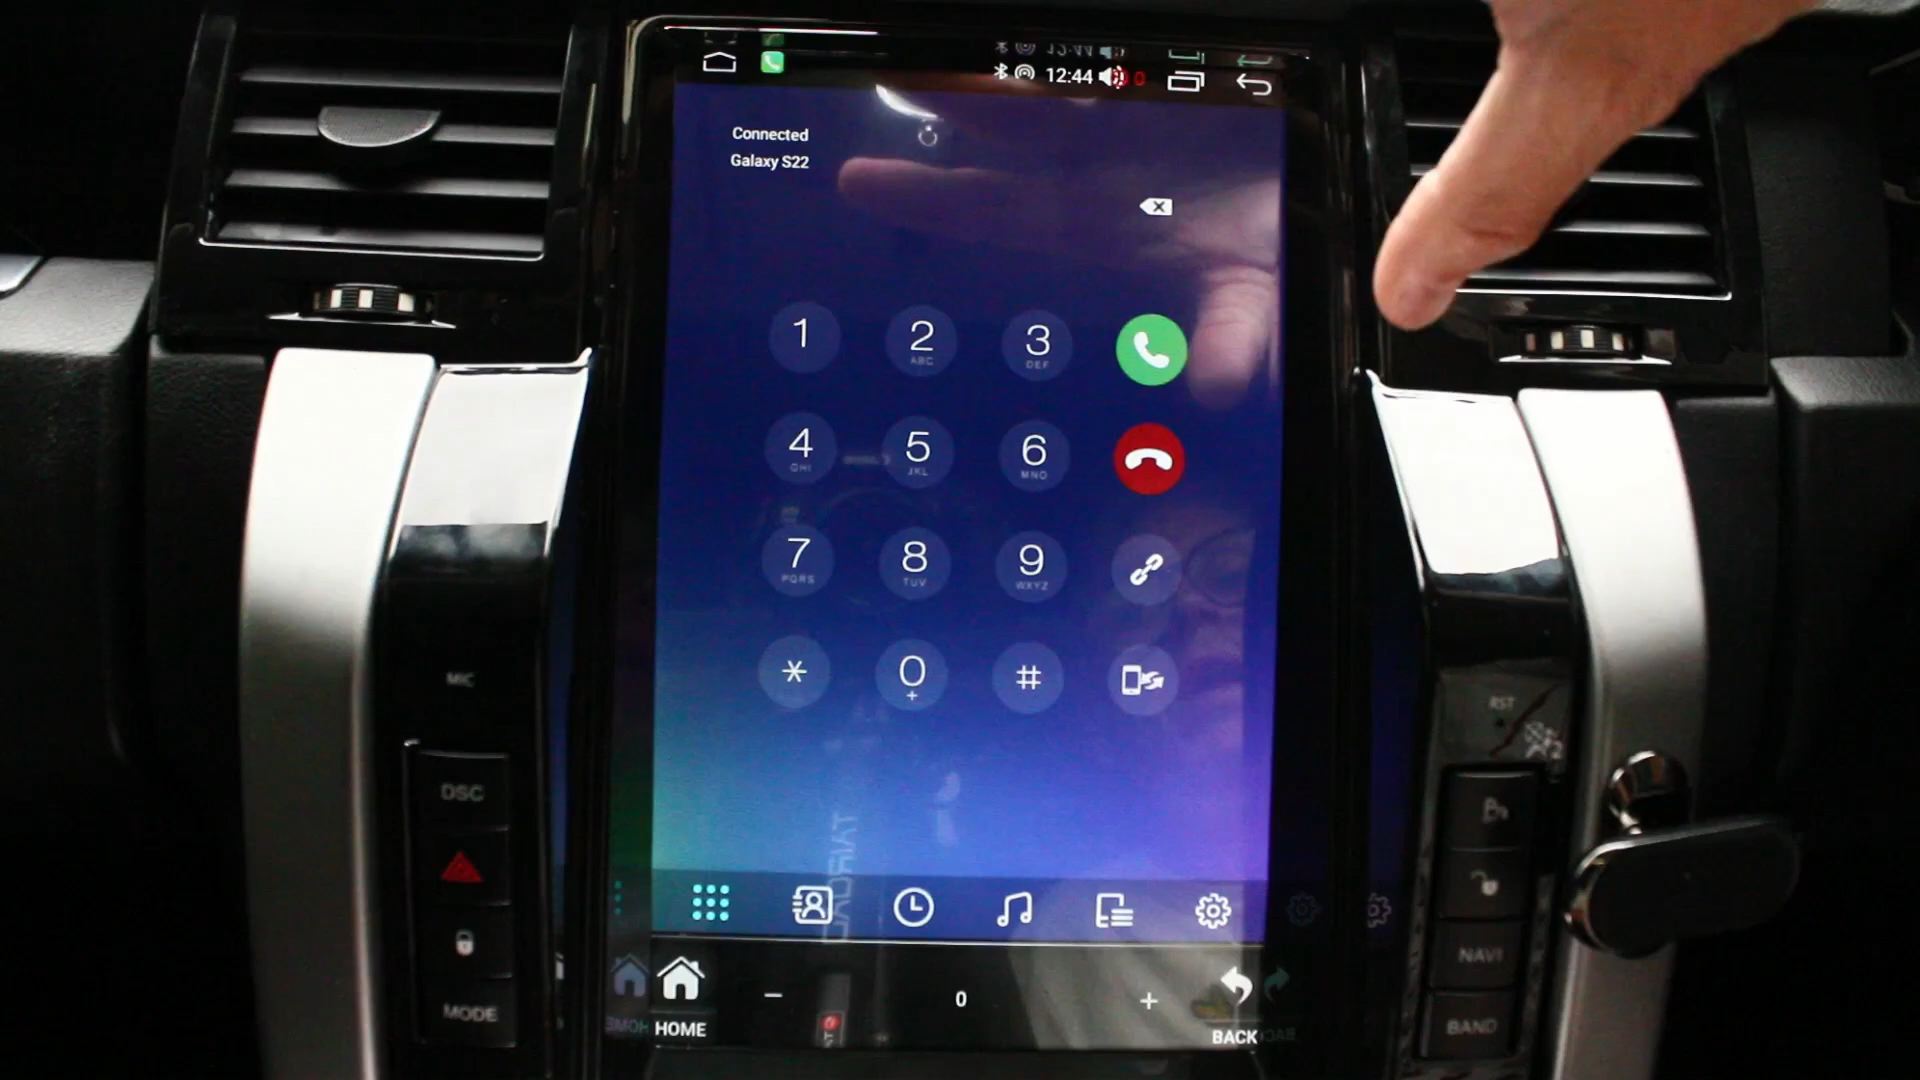 12:44
Connected
Galaxy S22
1
2
ABC
3
DEF
4
GHI
5
JKL
6
MNO
7
PQRS
8
TUV
9
WXYZ
*
0
+
#
MIC
DSC
MODE
RST
NAVI
BAND
HOME
−
0
+
BACK